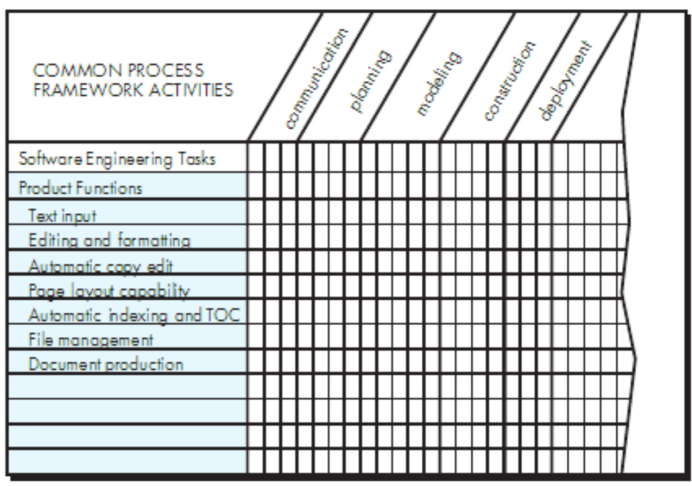 COMMON PROCESS
FRAMEWORK ACTIVITIES
communication
planning
modeling
construction
deployment
Software Engineering Tasks
Product Functions
Text input
Editing and formatting
Automatic copy edit
Page layout capability
Automatic indexing and TOC
File management
Document production